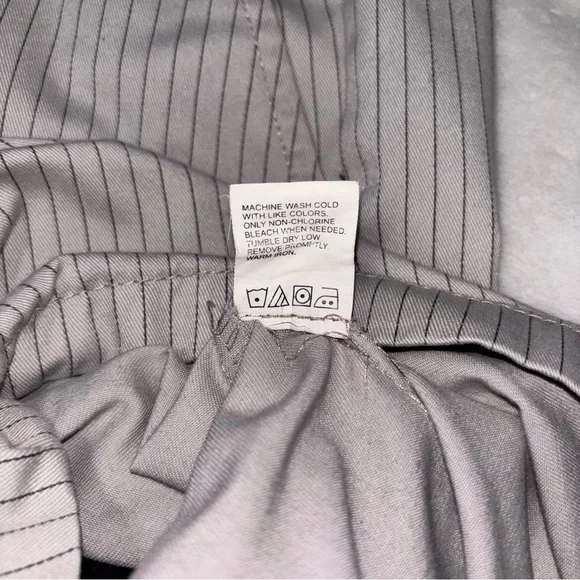 MACHINE WASH COLD
WITH LIKE COLORS.
ONLY NON-CHLORINE
BLEACH WHEN NEEDED.
TUMBLE DRY LOW
REMOVE PROMPTLY.
WARM IRON.